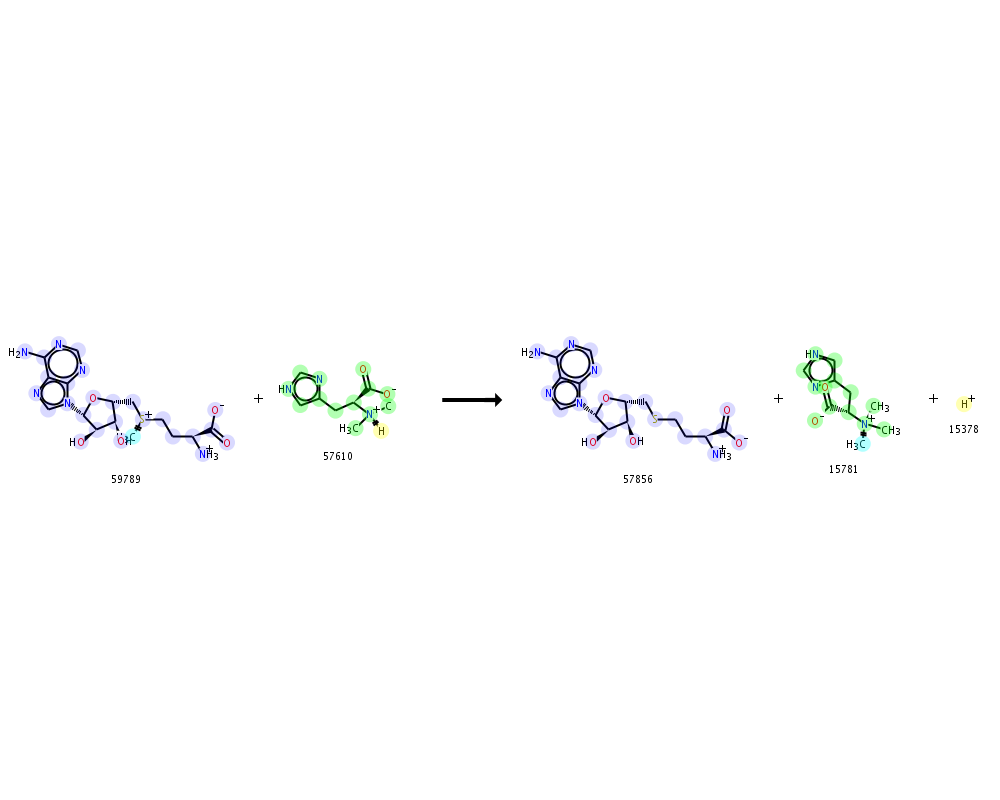 H₂N N N N N O S⁺ H₃C HO OH O⁻ O NH₃⁺
59789
+
HN N O O⁻ N⁺ C H₃C H
57610
H₂N N N N N O S HO OH O O⁻ NH₃⁺
57856
+
HN N O O⁻ N⁺ CH₃ CH₃ H₃C
15781
+
H⁺
15378